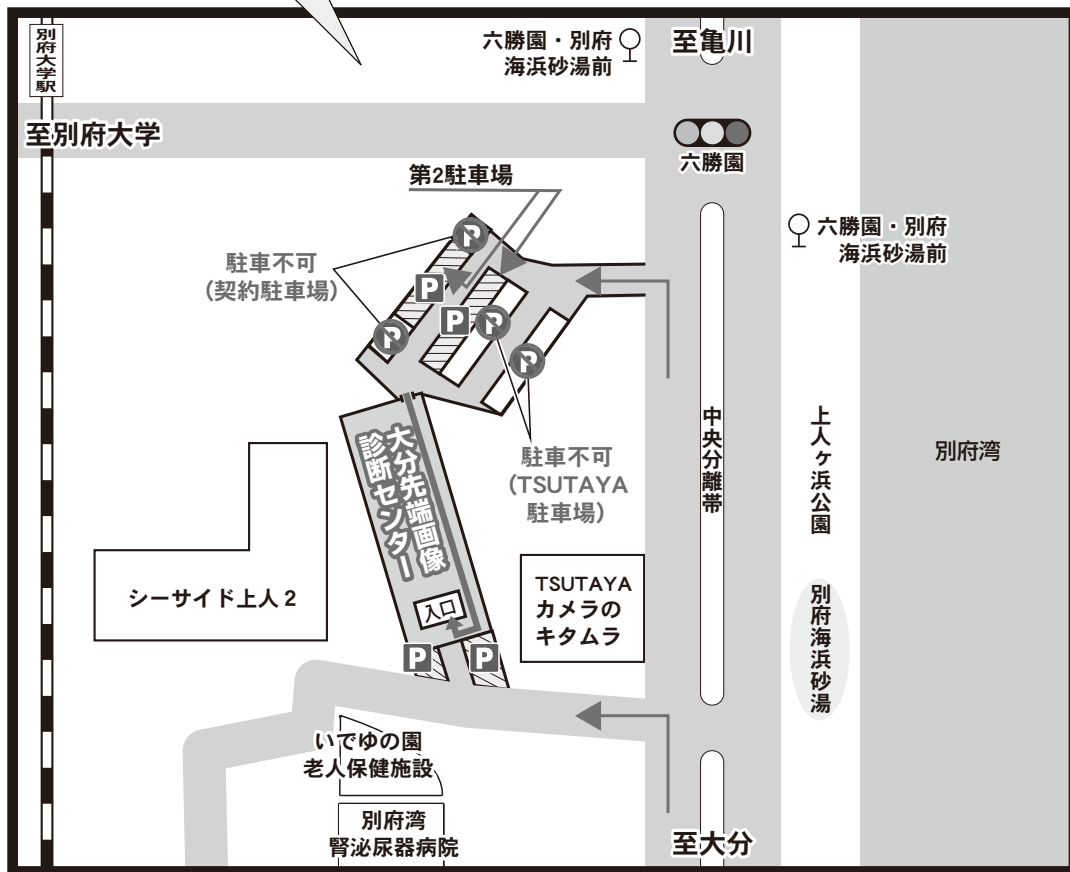 別府大学駅
六勝園・別府
海浜砂湯前
至亀川
至別府大学
六勝園
第2駐車場
六勝園・別府
海浜砂湯前
駐車不可
（契約駐車場）
P
P
P
P
P
P
中央分離帯
上人ヶ浜公園
別府湾
大分先端画像
診断センター
駐車不可
（TSUTAYA
駐車場）
シーサイド上人2
入口
TSUTAYA
カメラの
キタムラ
別府海浜砂湯
P
P
いでゆの園
老人保健施設
別府湾
腎泌尿器病院
至大分